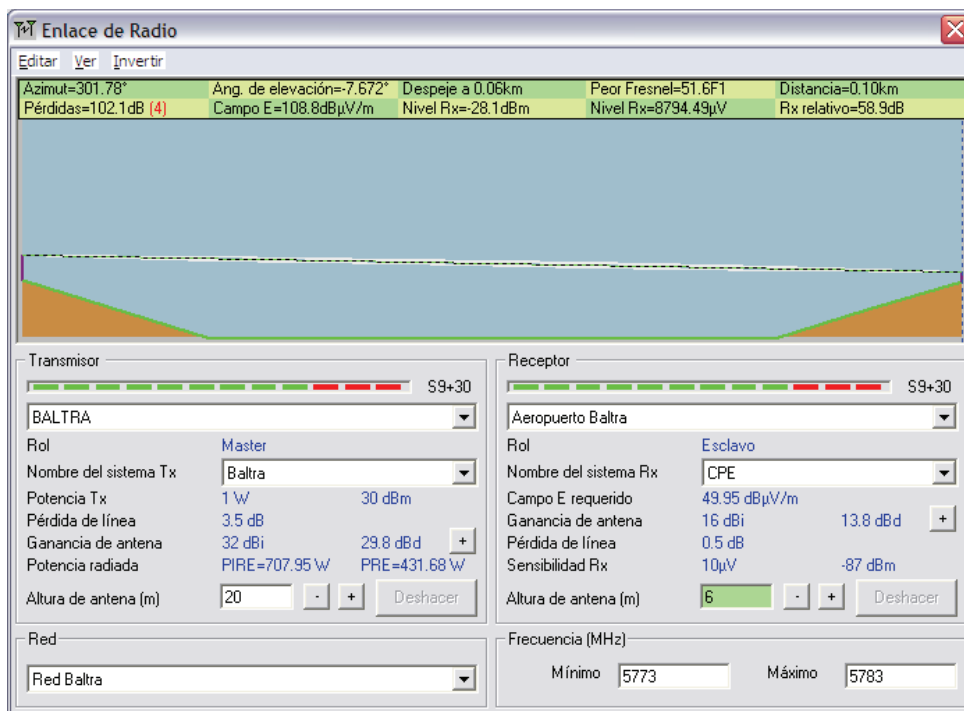 Enlace de Radio
Editar Ver Invertir
Azimut=301.78° Ang. de elevación=-7.672° Despeje a 0.06km Peor Fresnel=51.6F1 Distancia=0.10km
Pérdidas=102.1dB (4) Campo E=108.8dBµV/m Nivel Rx=-28.1dBm Nivel Rx=8794.49µV Rx relativo=58.9dB
Transmisor
S9+30
BALTRA
Rol Master
Nombre del sistema Tx Baltra
Potencia Tx 1 W 30 dBm
Pérdida de línea 3.5 dB
Ganancia de antena 32 dBi 29.8 dBd +
Potencia radiada PIRE=707.95 W PRE=431.68 W
Altura de antena (m) 20 - + Deshacer
Red
Red Baltra
Receptor
S9+30
Aeropuerto Baltra
Rol Esclavo
Nombre del sistema Rx CPE
Campo E requerido 49.95 dBµV/m
Ganancia de antena 16 dBi 13.8 dBd +
Pérdida de línea 0.5 dB
Sensibilidad Rx 10µV -87 dBm
Altura de antena (m) 6 - + Deshacer
Frecuencia (MHz)
Mínimo 5773 Máximo 5783